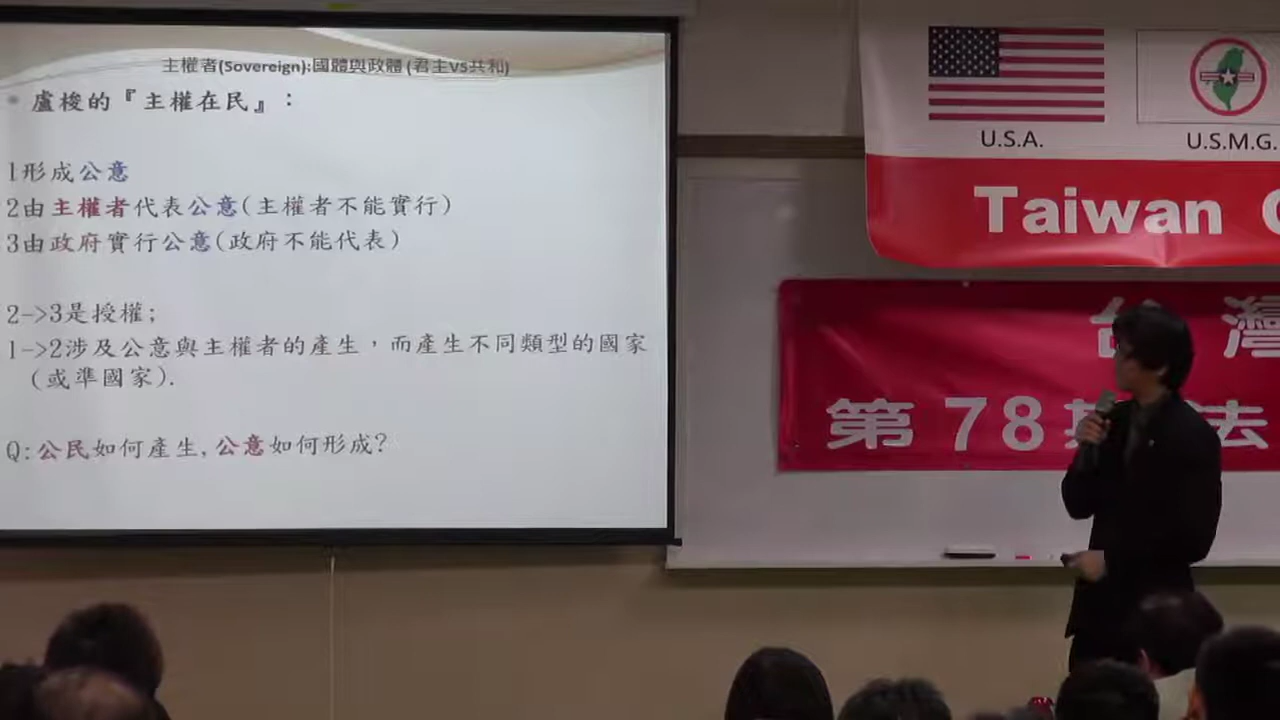 主權者(Sovereign):國體與政體 (君主VS共和)
盧梭的『主權在民』：
1形成公意
2由主權者代表公意(主權者不能實行)
3由政府實行公意(政府不能代表)
2->3是授權;
1->2涉及公意與主權者的產生，而產生不同類型的國家
(或準國家).
Q:公民如何產生,公意如何形成?
U.S.A.
U.S.M.G.
Taiwan
台灣
第78 法